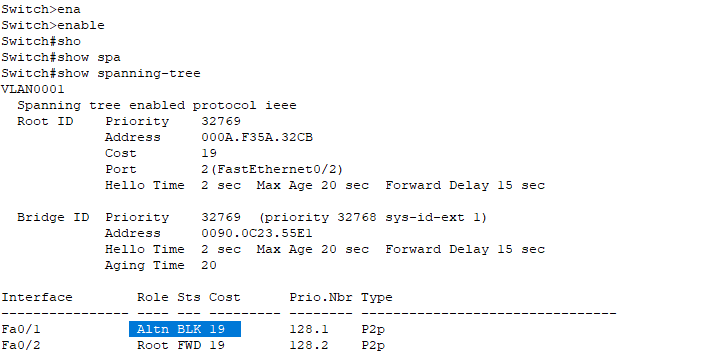 Switch>ena
Switch>enable
Switch#sho
Switch#show spa
Switch#show spanning-tree
VLAN0001
  Spanning tree enabled protocol ieee
  Root ID    Priority    32769
             Address     000A.F35A.32CB
             Cost        19
             Port        2(FastEthernet0/2)
             Hello Time  2 sec  Max Age 20 sec  Forward Delay 15 sec

  Bridge ID  Priority    32769  (priority 32768 sys-id-ext 1)
             Address     0090.0C23.55E1
             Hello Time  2 sec  Max Age 20 sec  Forward Delay 15 sec
             Aging Time  20

Interface        Role Sts Cost      Prio.Nbr Type
---------------- ---- --- --------- -------- --------------------------------
Fa0/1            Altn BLK 19        128.1    P2p
Fa0/2            Root FWD 19        128.2    P2p